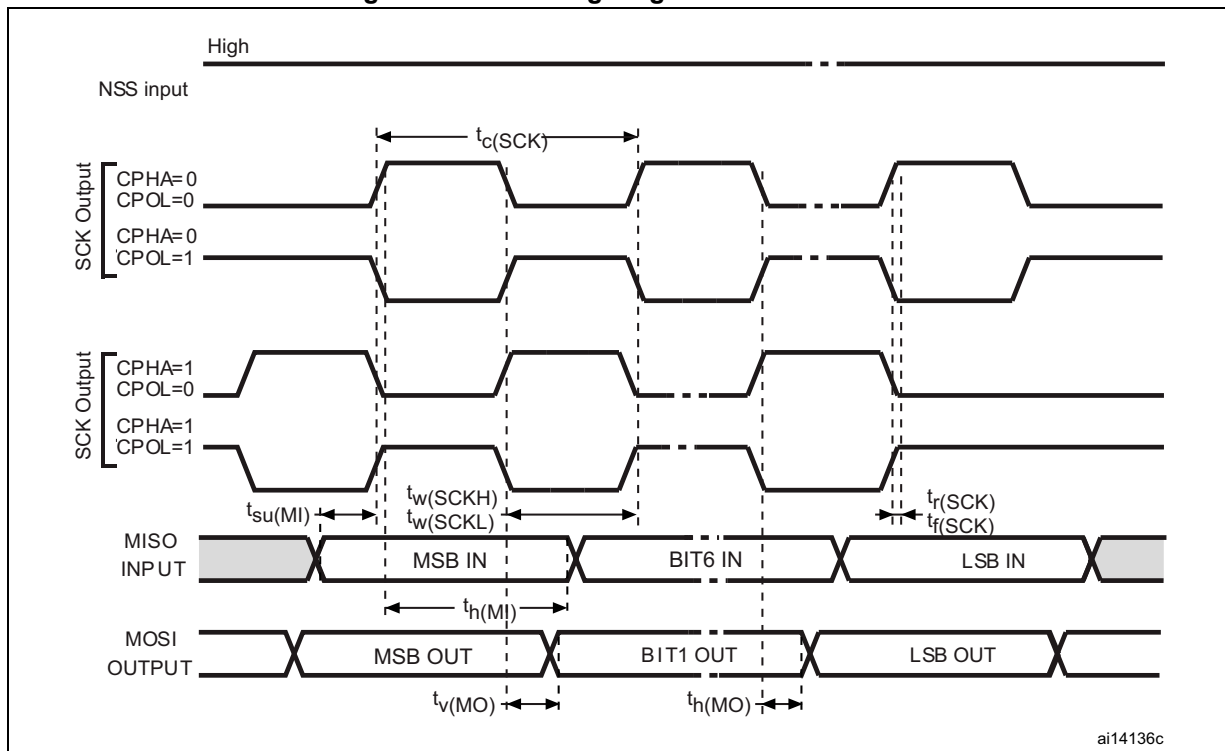 High
NSS input
tc(SCK)
SCK Output
CPHA=0
CPOL=0
CPHA=0
CPOL=1
SCK Output
CPHA=1
CPOL=0
CPHA=1
CPOL=1
tsu(MI)
tw(SCKH)
tw(SCKL)
tr(SCK)
tf(SCK)
MISO
INPUT
MSB IN
BIT6 IN
LSB IN
th(MI)
MOSI
OUTPUT
MSB OUT
BIT1 OUT
LSB OUT
tv(MO)
th(MO)
ai14136c